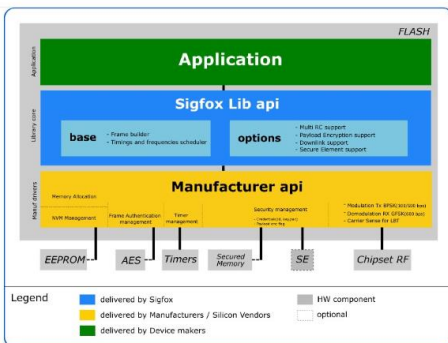 FLASH
Application
Application
Library core
Sigfox Lib api
base
- Frame builder
- Timings and frequencies scheduler
options
- Multi RC support
- Payload Encryption support
- Downlink support
- Secure Element support
Manuf drivers
Manufacturer api
Memory Allocation
NVM Management
Frame Authentication
management
Timer
management
Security management
* Modulation Tx
* Demodulation RX GFSK
* Carrier Sense for LBT
EEPROM
AES
Timers
Secured
Memory
SE
Chipset RF
Legend
delivered by Sigfox
delivered by Manufacturers / Silicon Vendors
delivered by Device makers
HW component
optional